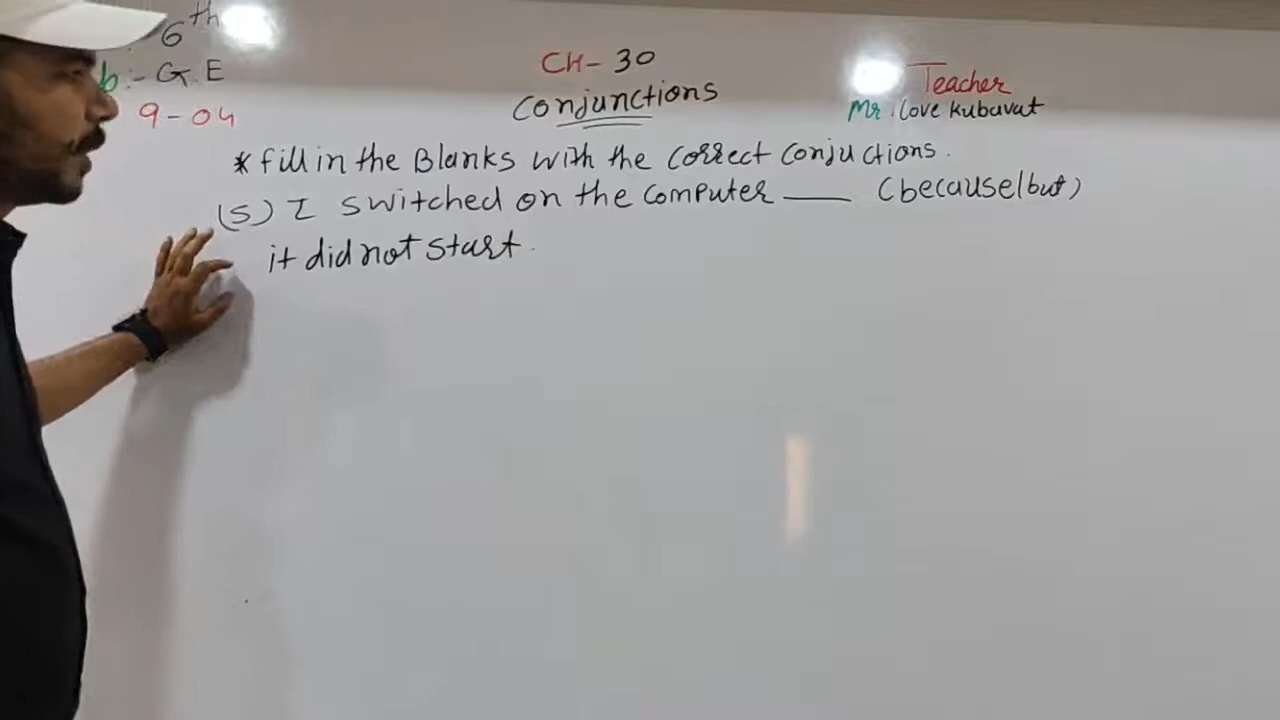 6th
b:- G.E
9-04
CH- 30
Conjunctions
Teacher
Mr. Love Kubavat
* fill in the Blanks with the correct conjuctions.
(5) I switched on the computer ____ (because/but)
it did not start.